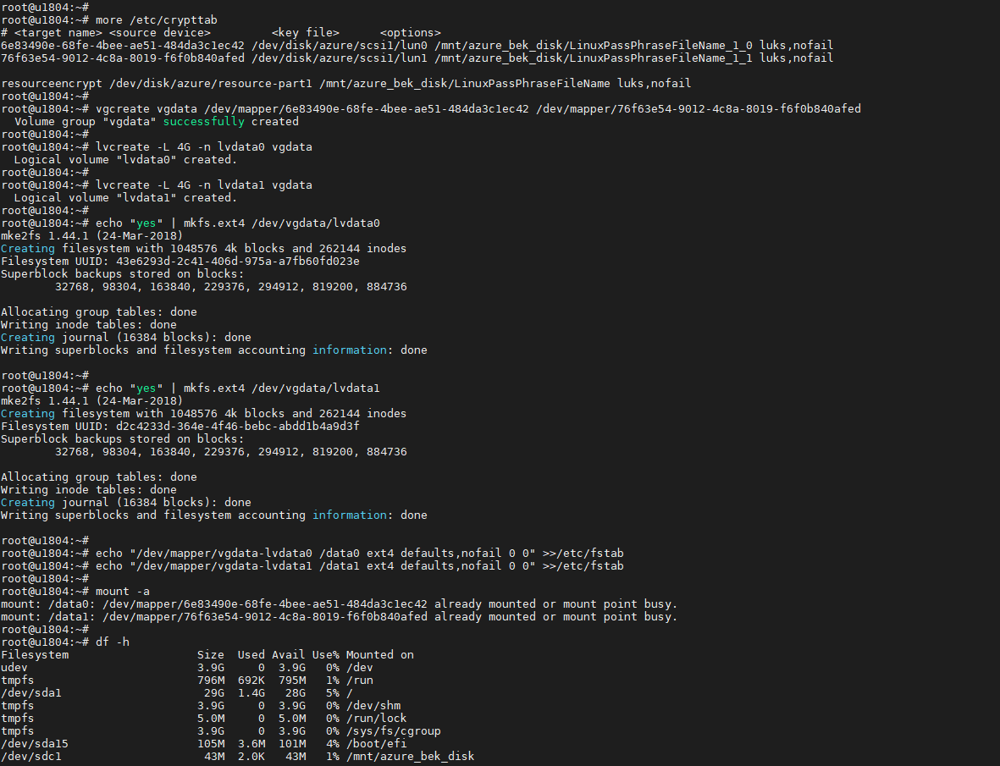 root@u1804:~#
root@u1804:~# more /etc/crypttab
# <target name> <source device>         <key file>      <options>
6e83490e-68fe-4bee-ae51-484da3c1ec42 /dev/disk/azure/scsi1/lun0 /mnt/azure_bek_disk/LinuxPassPhraseFileName_1_0 luks,nofail
76f63e54-9012-4c8a-8019-f6f0b840afed /dev/disk/azure/scsi1/lun1 /mnt/azure_bek_disk/LinuxPassPhraseFileName_1_1 luks,nofail

resourceencrypt /dev/disk/azure/resource-part1 /mnt/azure_bek_disk/LinuxPassPhraseFileName luks,nofail
root@u1804:~#
root@u1804:~# vgcreate vgdata /dev/mapper/6e83490e-68fe-4bee-ae51-484da3c1ec42 /dev/mapper/76f63e54-9012-4c8a-8019-f6f0b840afed
  Volume group "vgdata" successfully created
root@u1804:~#
root@u1804:~# lvcreate -L 4G -n lvdata0 vgdata
  Logical volume "lvdata0" created.
root@u1804:~#
root@u1804:~# lvcreate -L 4G -n lvdata1 vgdata
  Logical volume "lvdata1" created.
root@u1804:~#
root@u1804:~# echo "yes" | mkfs.ext4 /dev/vgdata/lvdata0
mke2fs 1.44.1 (24-Mar-2018)
Creating filesystem with 1048576 4k blocks and 262144 inodes
Filesystem UUID: 43e6293d-2c41-406d-975a-a7fb60fd023e
Superblock backups stored on blocks:
        32768, 98304, 163840, 229376, 294912, 819200, 884736

Allocating group tables: done
Writing inode tables: done
Creating journal (16384 blocks): done
Writing superblocks and filesystem accounting information: done

root@u1804:~#
root@u1804:~# echo "yes" | mkfs.ext4 /dev/vgdata/lvdata1
mke2fs 1.44.1 (24-Mar-2018)
Creating filesystem with 1048576 4k blocks and 262144 inodes
Filesystem UUID: d2c4233d-364e-4f46-bebc-abdd1b4a9d3f
Superblock backups stored on blocks:
        32768, 98304, 163840, 229376, 294912, 819200, 884736

Allocating group tables: done
Writing inode tables: done
Creating journal (16384 blocks): done
Writing superblocks and filesystem accounting information: done

root@u1804:~#
root@u1804:~# echo "/dev/mapper/vgdata-lvdata0 /data0 ext4 defaults,nofail 0 0" >>/etc/fstab
root@u1804:~# echo "/dev/mapper/vgdata-lvdata1 /data1 ext4 defaults,nofail 0 0" >>/etc/fstab
root@u1804:~#
root@u1804:~# mount -a
mount: /data0: /dev/mapper/6e83490e-68fe-4bee-ae51-484da3c1ec42 already mounted or mount point busy.
mount: /data1: /dev/mapper/76f63e54-9012-4c8a-8019-f6f0b840afed already mounted or mount point busy.
root@u1804:~#
root@u1804:~# df -h
Filesystem                   Size  Used Avail Use% Mounted on
udev                         3.9G     0  3.9G   0% /dev
tmpfs                        796M  692K  795M   1% /run
/dev/sda1                     29G  1.4G   28G   5% /
tmpfs                        3.9G     0  3.9G   0% /dev/shm
tmpfs                        5.0M     0  5.0M   0% /run/lock
tmpfs                        3.9G     0  3.9G   0% /sys/fs/cgroup
/dev/sda15                   105M  3.6M  101M   4% /boot/efi
/dev/sdc1                     43M  2.0K   43M   1% /mnt/azure_bek_disk